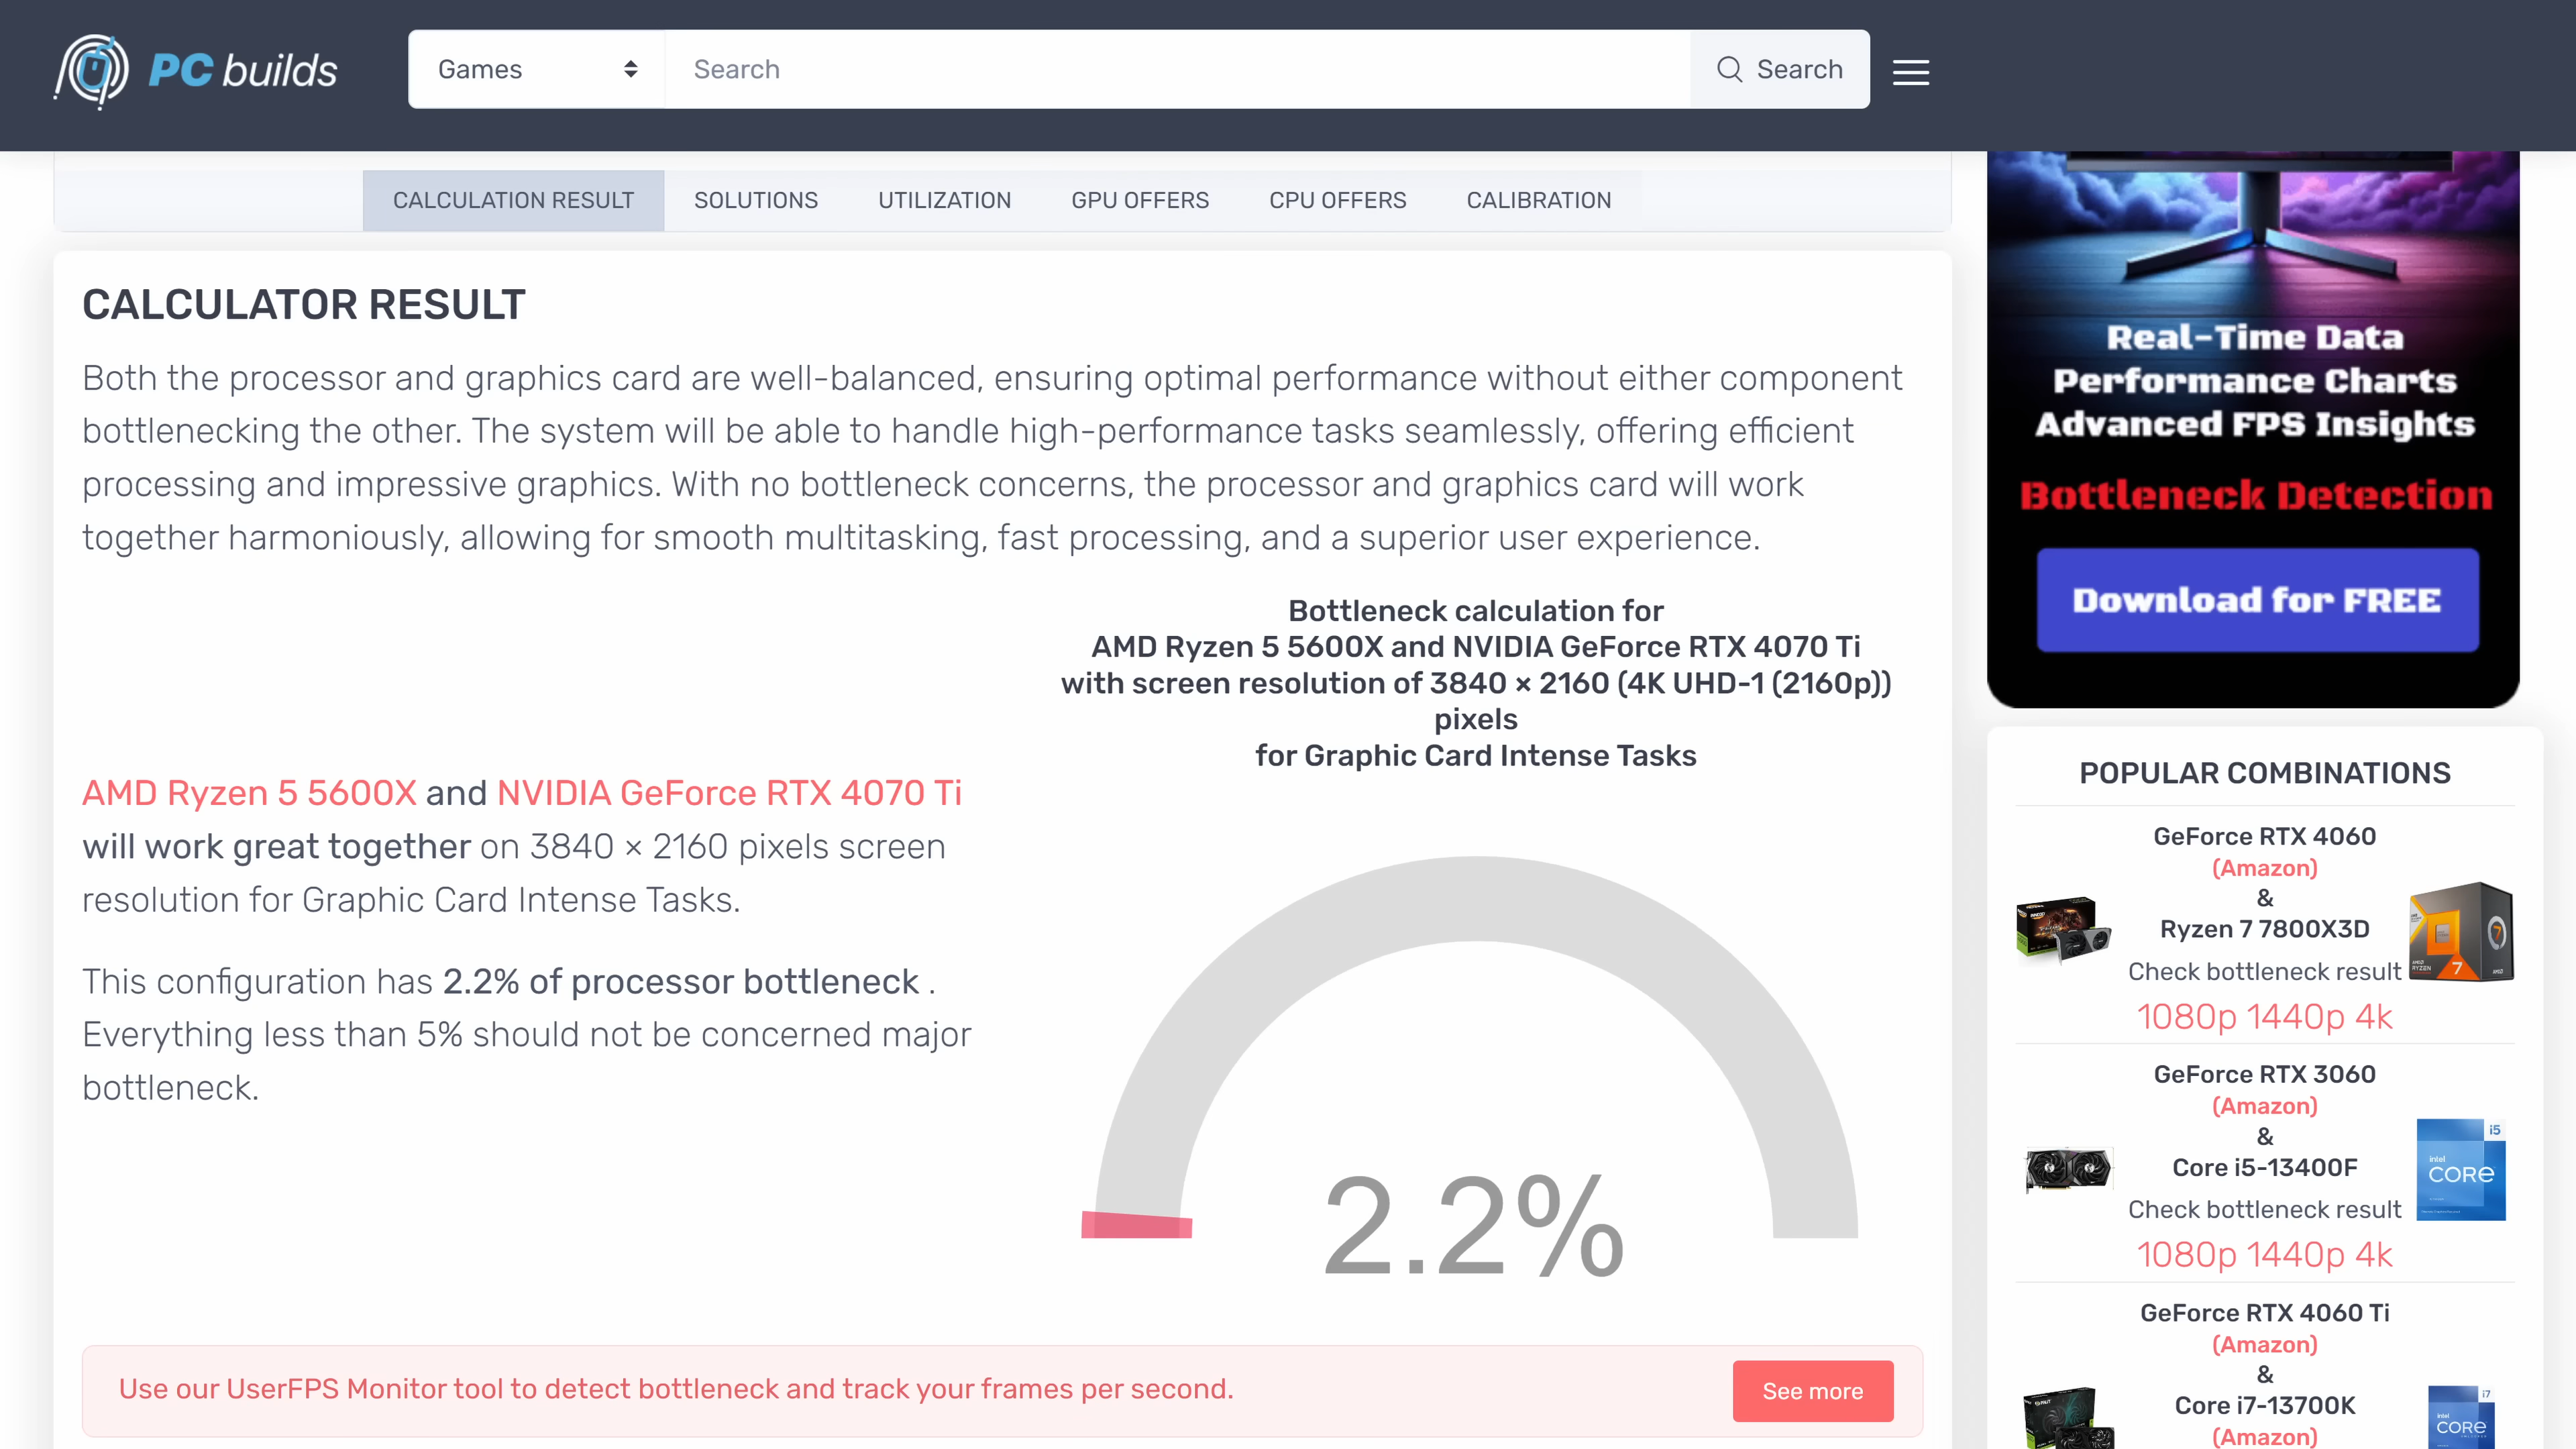 PC builds
Games
Search
Search
CALCULATION RESULT
SOLUTIONS
UTILIZATION
GPU OFFERS
CPU OFFERS
CALIBRATION
CALCULATOR RESULT
Both the processor and graphics card are well-balanced, ensuring optimal performance without either component
bottlenecking the other. The system will be able to handle high-performance tasks seamlessly, offering efficient
processing and impressive graphics. With no bottleneck concerns, the processor and graphics card will work
together harmoniously, allowing for smooth multitasking, fast processing, and a superior user experience.
AMD Ryzen 5 5600X and NVIDIA GeForce RTX 4070 Ti
will work great together on 3840 × 2160 pixels screen
resolution for Graphic Card Intense Tasks.
This configuration has 2.2% of processor bottleneck .
Everything less than 5% should not be concerned major
bottleneck.
Bottleneck calculation for
AMD Ryzen 5 5600X and NVIDIA GeForce RTX 4070 Ti
with screen resolution of 3840 × 2160 (4K UHD-1 (2160p))
pixels
for Graphic Card Intense Tasks
2.2%
Use our UserFPS Monitor tool to detect bottleneck and track your frames per second.
See more
Real-Time Data
Performance Charts
Advanced FPS Insights
Bottleneck Detection
Download for FREE
POPULAR COMBINATIONS
GeForce RTX 4060
(Amazon)
&
Ryzen 7 7800X3D
Check bottleneck result
1080p 1440p 4k
7
GeForce RTX 3060
(Amazon)
&
Core i5-13400F
Check bottleneck result
1080p 1440p 4k
i5
intel
CORE
GeForce RTX 4060 Ti
(Amazon)
&
Core i7-13700K
(Amazon)
i7
intel
CORE